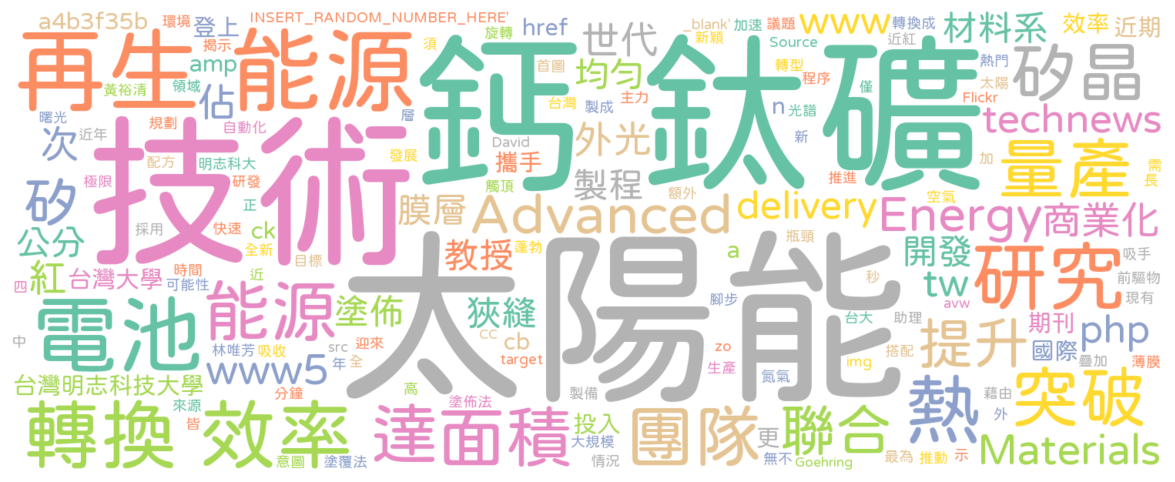 a4b3f35b 環境 登上 INSERT_RANDOM_NUMBER_HERE' 旋轉 href 世代 _blank' 加速 議題 轉換成 效率 近期
再生能源 揭示 amp 須 首圖 均勻 新穎 www 材料系
鈣鈦礦 Source 近紅 矽晶
黃裕清 領域 佔 轉型 程序 熱門
台灣 製成 主力 n 光譜 僅 太陽 Flickr technews
曙光 層 近年 規劃 自動化 David 外光 新
次 技術 配方 明志科大 發展 攜手 量產 需
極限 研發 觸頂 製程 推進 加 長
矽 採用 正 快速 膜層 Advanced 額外 delivery 空氣 Energy 商業化
公分 全新 ck 目標 教授 蓬勃 a 瓶頸 開發 吸手
四 紅 台灣大學 時間 可能性 近 秒 tw 研究 前驅物 現有
電池 能源 塗佈 狹縫 腳步 avw
中 林唯芳 吸收 src 迎來 CC cb zo 台大 助理 提升 期刊 php
www5 年 全 target 太陽能 氮氣 img 搭配 國際 疊加 薄膜
台灣明志科技大學 分鐘 高 製備 生產 藉由
來源 皆 塗佈法 投入 更 熱 外 突破
轉換 效率 達 面積 團隊 聯合
意圖 塗覆法 大規模 情況 無不 Goehring 最為 推動 示 Materials